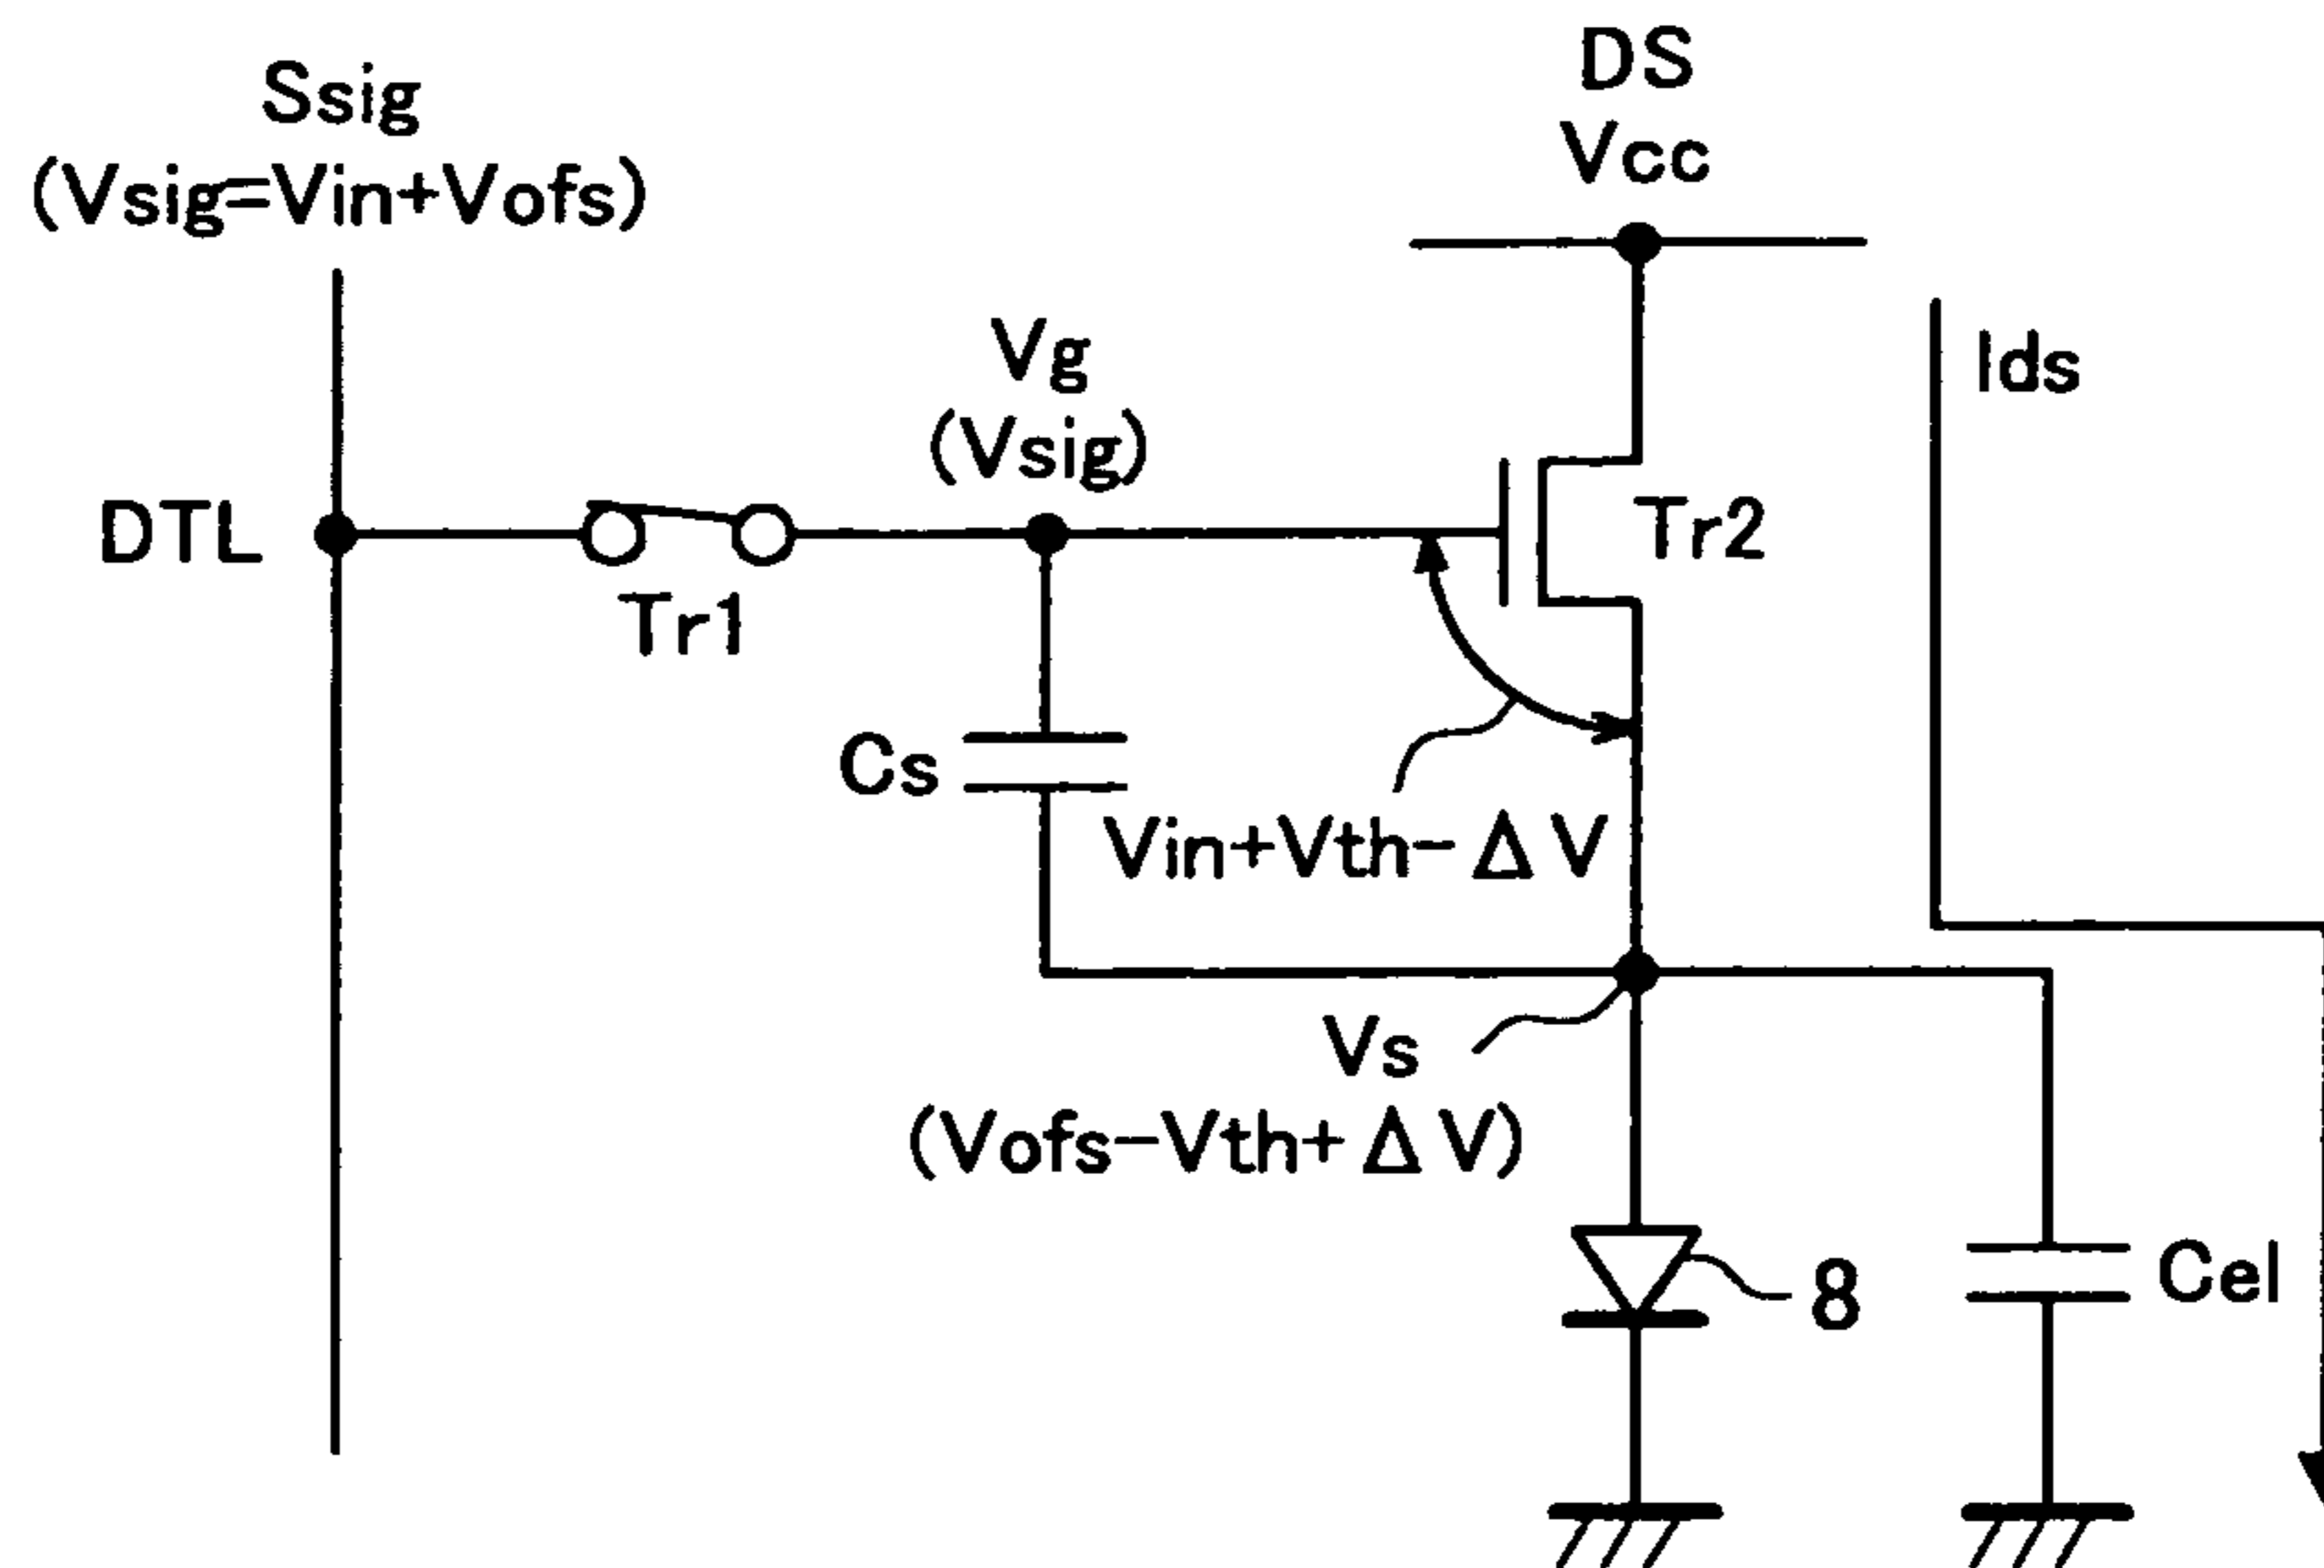 Ssig
(Vsig=Vin+Vofs)
DS
Vcc
Vg
(Vsig)
Ids
DTL
Tr1
Tr2
Cs
Vin+Vth-ΔV
Vs
(Vofs-Vth+ΔV)
8
Cel